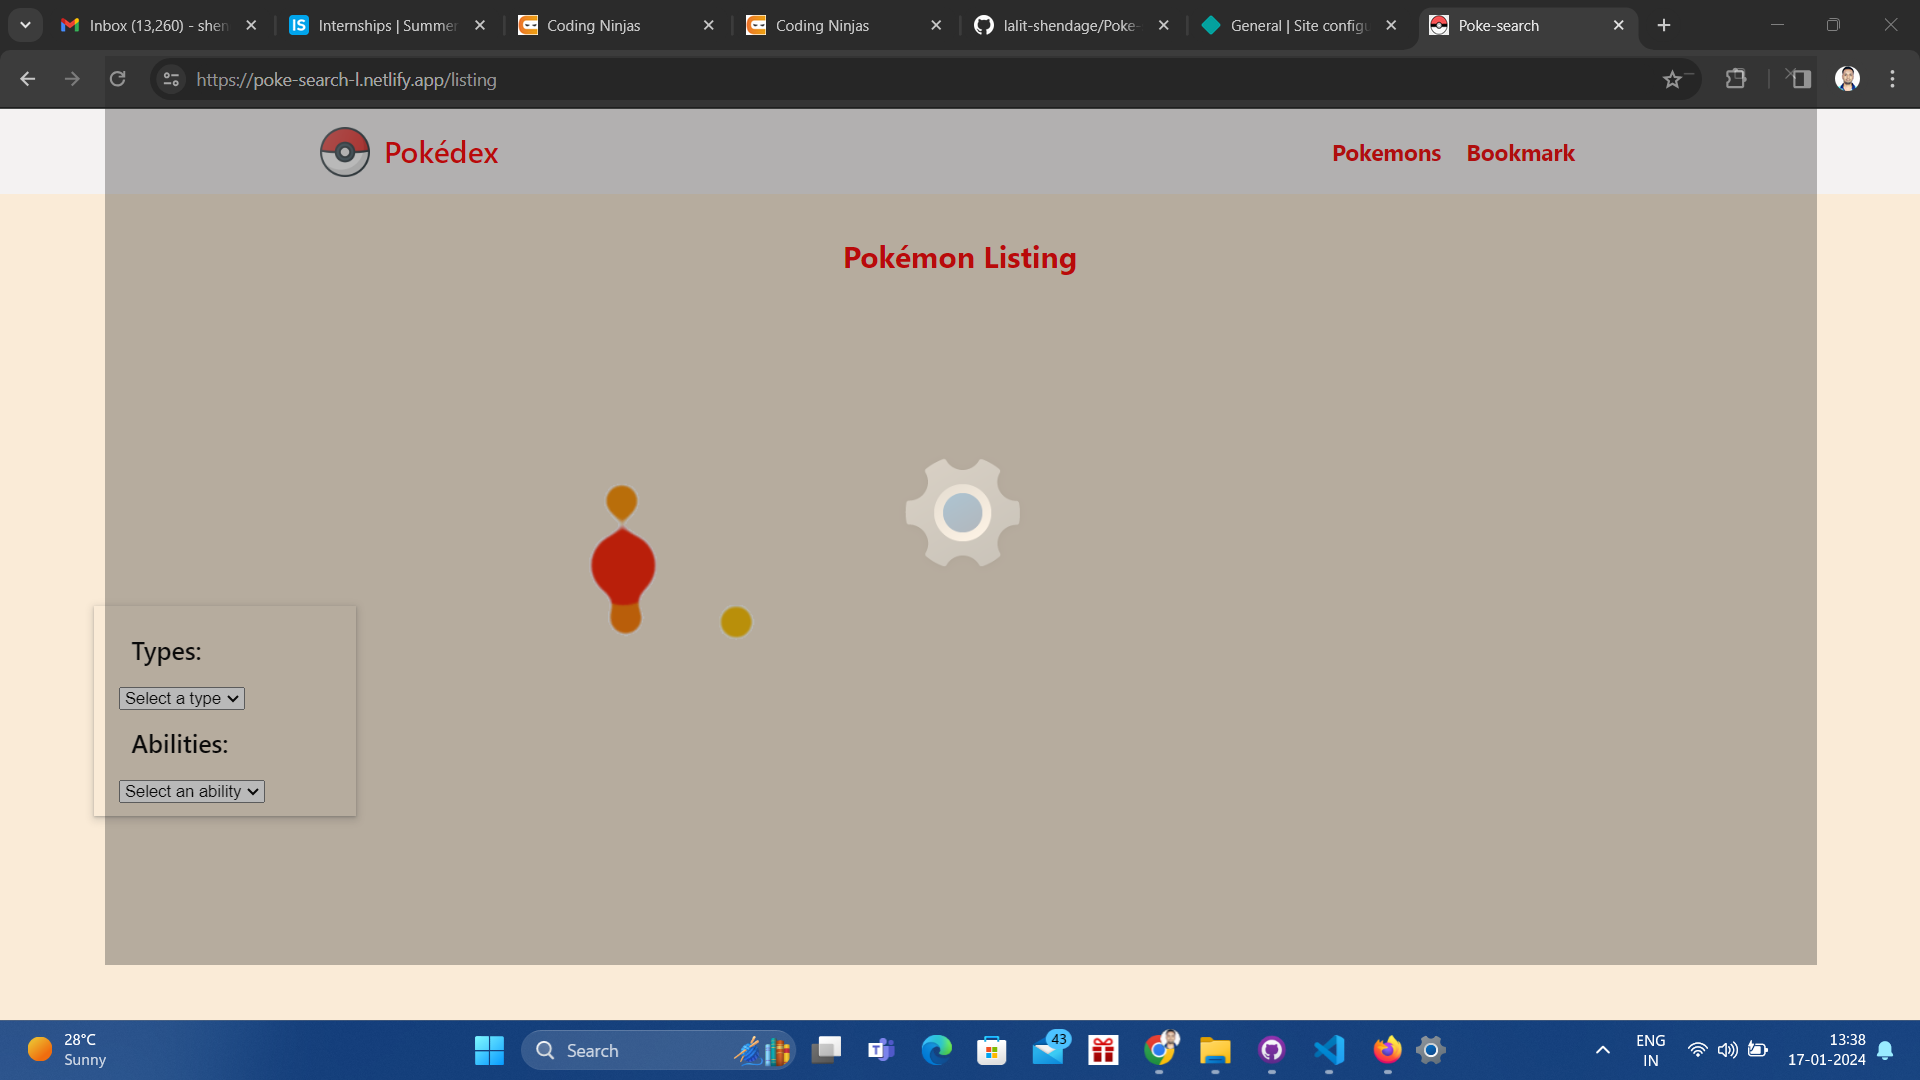 Inbox (13,260) - shen
IS
Internships | Summer
Coding Ninjas
Coding Ninjas
lalit-shendage/Poke-
General | Site configu
Poke-search
https://poke-search-l.netlify.app/listing
Pokédex
Pokemons
Bookmark
Pokémon Listing
Types:
Select a type
Abilities:
Select an ability
28°C
Sunny
Search
T
43
ENG
IN
13:38
17-01-2024